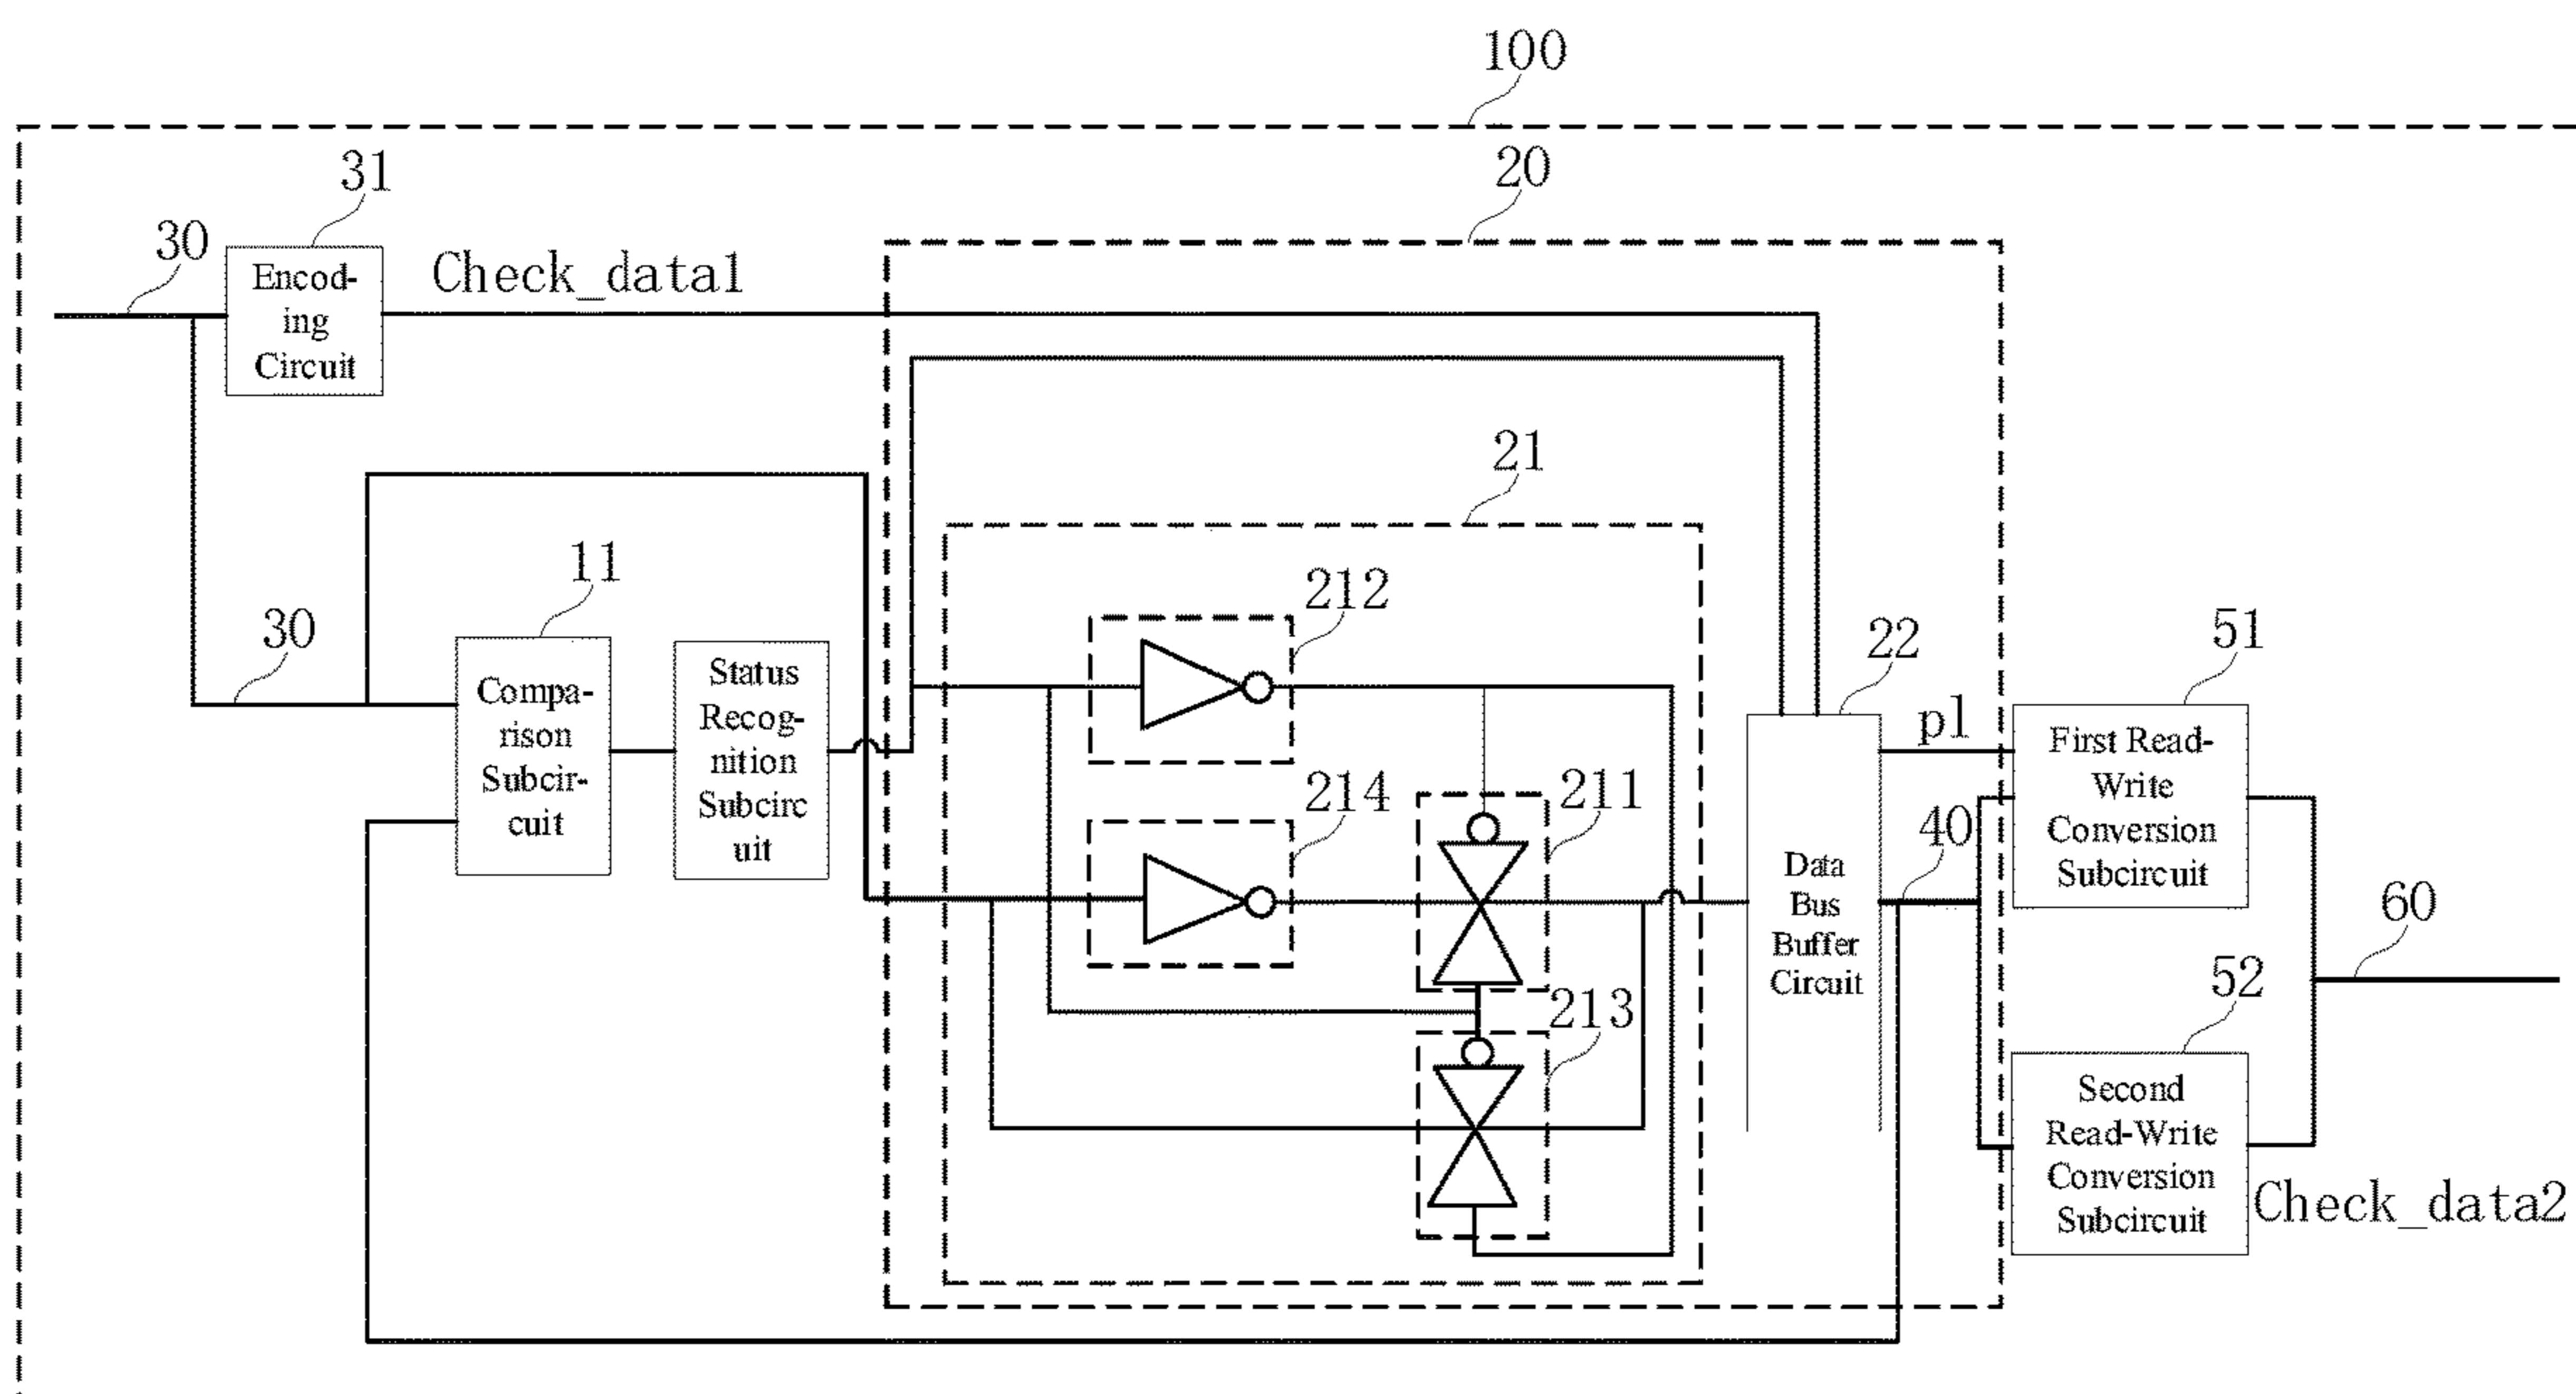 100
20
31
30
Encod-
ing
Circuit
Check_data1
21
11
212
30
Compa-
rison
Subcir-
cuit
Status
Recog-
nition
Subcirc
uit
214
211
213
22
Data
Bus
Buffer
Circuit
p1
40
51
First Read-
Write
Conversion
Subcircuit
60
52
Second
Read-Write
Conversion
Subcircuit
Check_data2